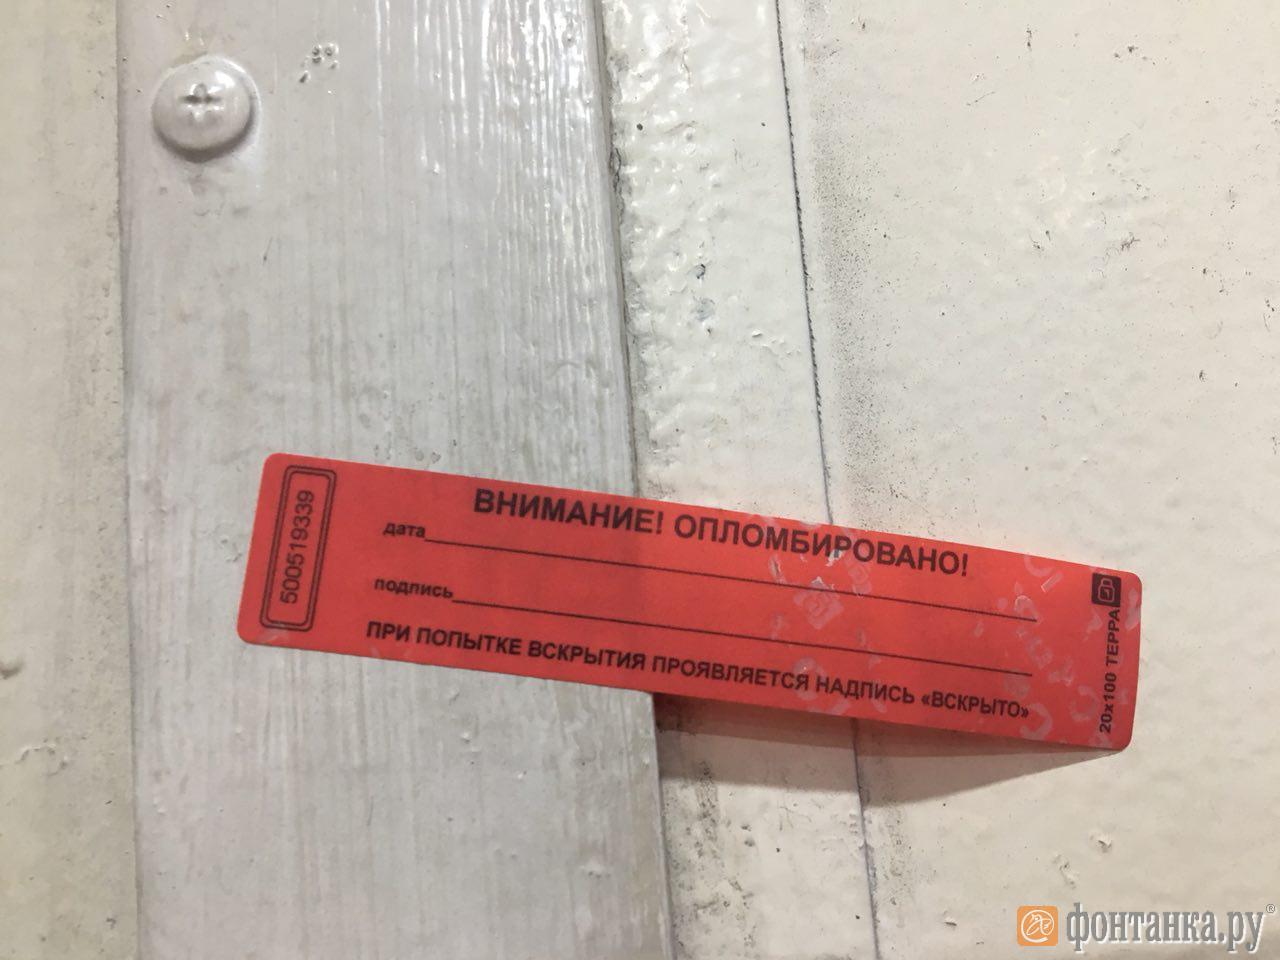 500519339
ВНИМАНИЕ! ОПЛОМБИРОВАНО!
дата
подпись
ПРИ ПОПЫТКЕ ВСКРЫТИЯ ПРОЯВЛЯЕТСЯ НАДПИСЬ «ВСКРЫТО»
20х100 ТЕРРА
фонтанка.ру®